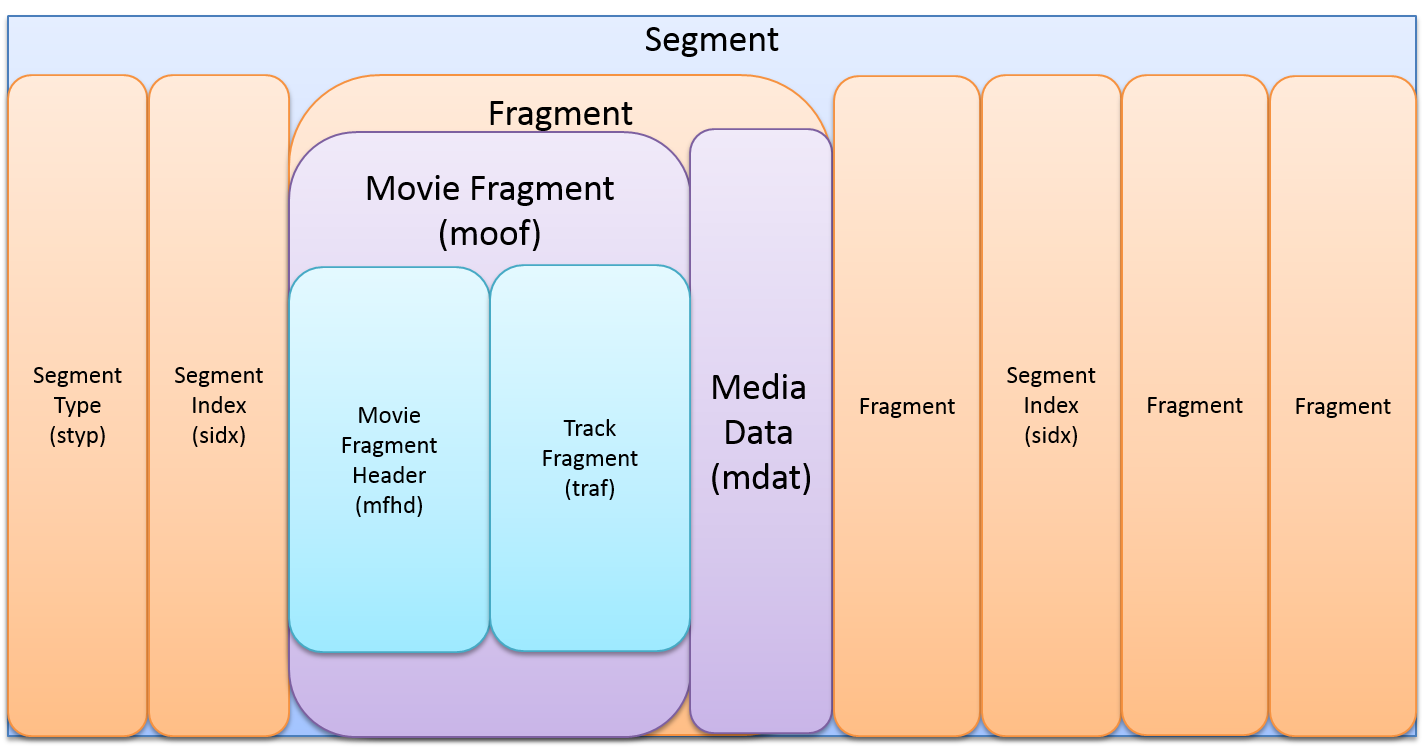 Segment
Fragment
Movie Fragment
(moof)
Segment
Type
(styp)
Segment
Index
(sidx)
Movie
Fragment
Header
(mfhd)
Track
Fragment
(traf)
Media
Data
(mdat)
Fragment
Segment
Index
(sidx)
Fragment
Fragment